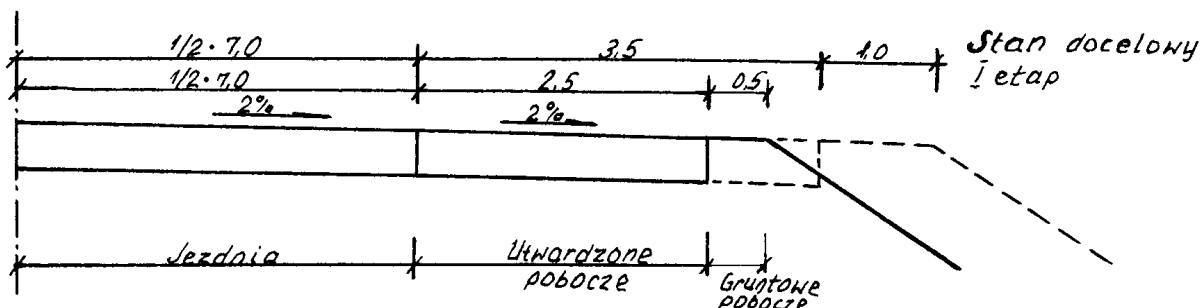 1/2·7,0 3,5 1,0 Stan docelowy
1/2·7,0 2,5 0,5 I etap
2% 2%
Jezdnia Utwardzone pobocze Gruntowe pobocze